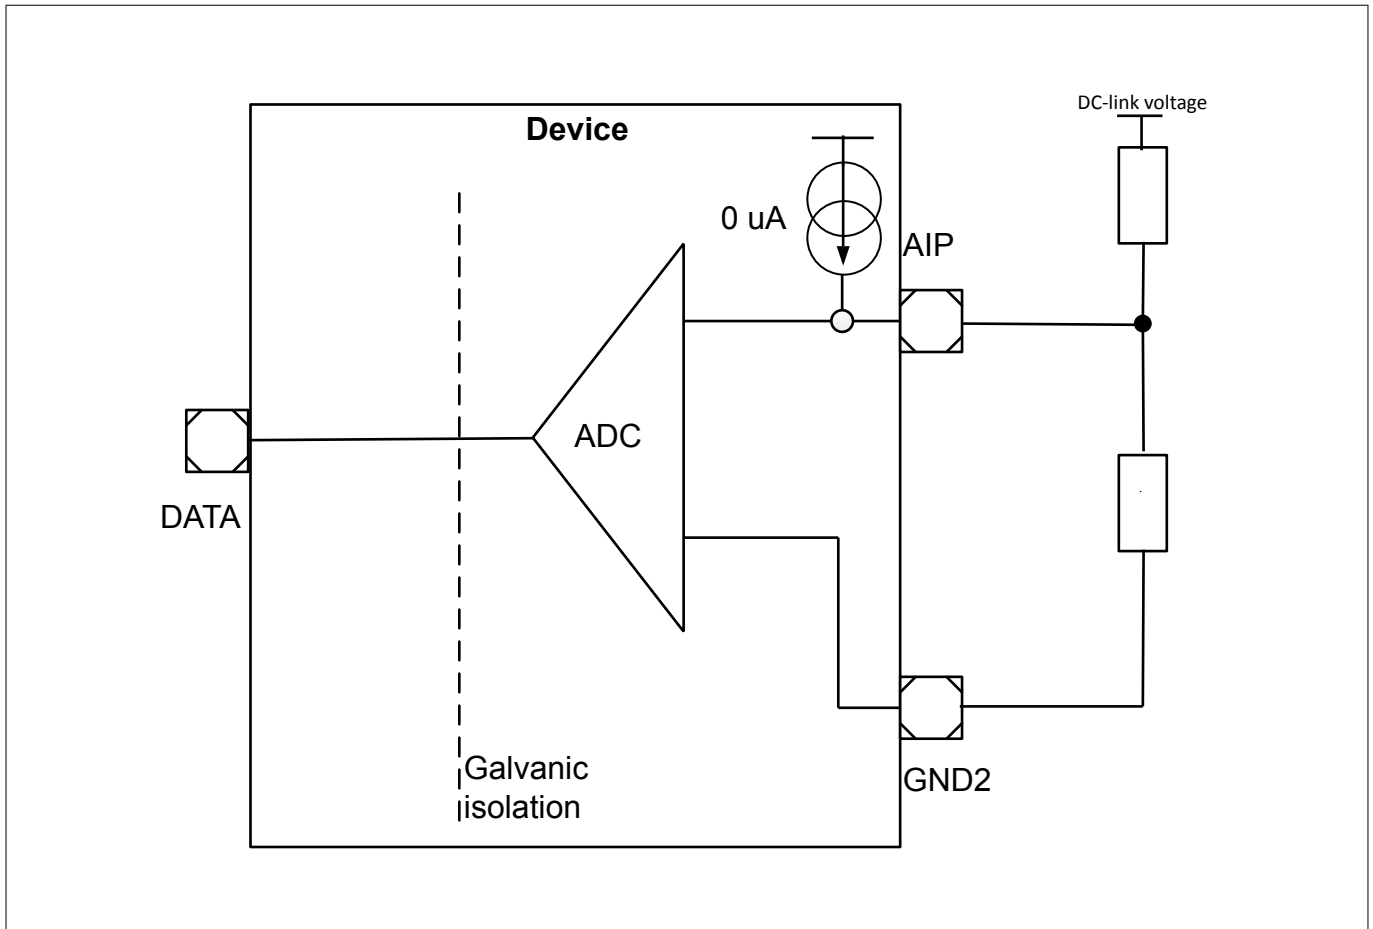 DC-link voltage
Device
0 uA
AIP
ADC
DATA
Galvanic
isolation
GND2